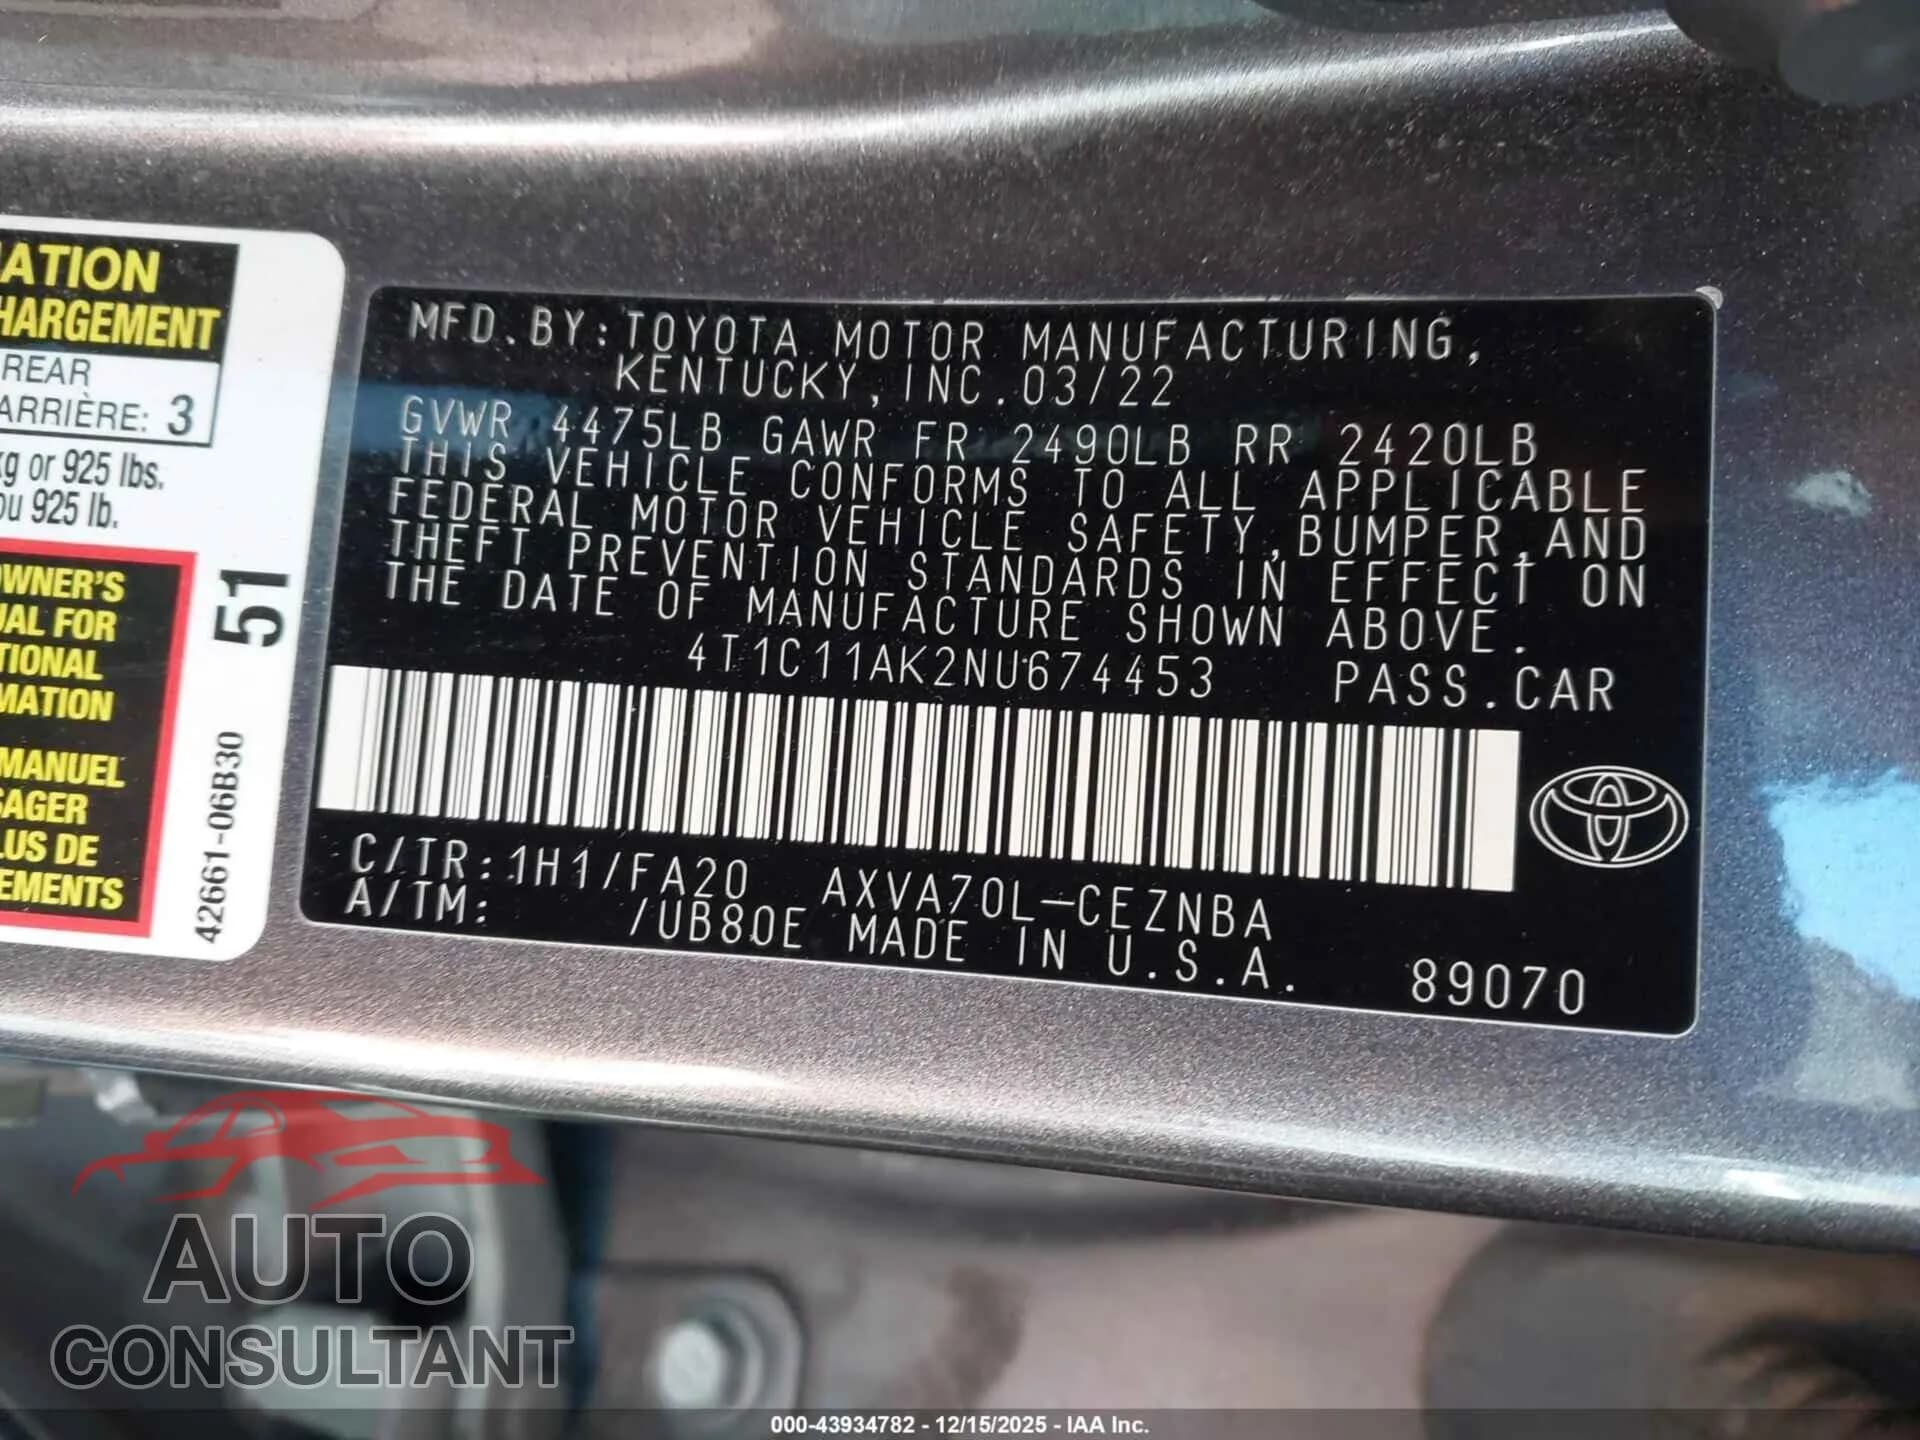 IATION
HARGEMENT
REAR
ARRIÈRE: 3
kg or 925 lbs.
ou 925 lb.
OWNER'S
UAL FOR
TIONAL
MATION
MANUEL
SAGER
LUS DE
EMENTS
51
42661-06B30
MFD.BY:TOYOTA MOTOR MANUFACTURING,
KENTUCKY,INC.03/22
GVWR 4475LB GAWR FR 2490LB RR 2420LB
THIS VEHICLE CONFORMS TO ALL APPLICABLE
FEDERAL MOTOR VEHICLE SAFETY,BUMPER,AND
THEFT PREVENTION STANDARDS IN EFFECT ON
THE DATE OF MANUFACTURE SHOWN ABOVE.
4T1C11AK2NU674453 PASS.CAR
C/TR:1H1/FA20 AXVA70L-CEZNBA
A/TM: /UB80E MADE IN U.S.A. 89070
AUTO
CONSULTANT
000-43934782 - 12/15/2025 - IAA Inc.